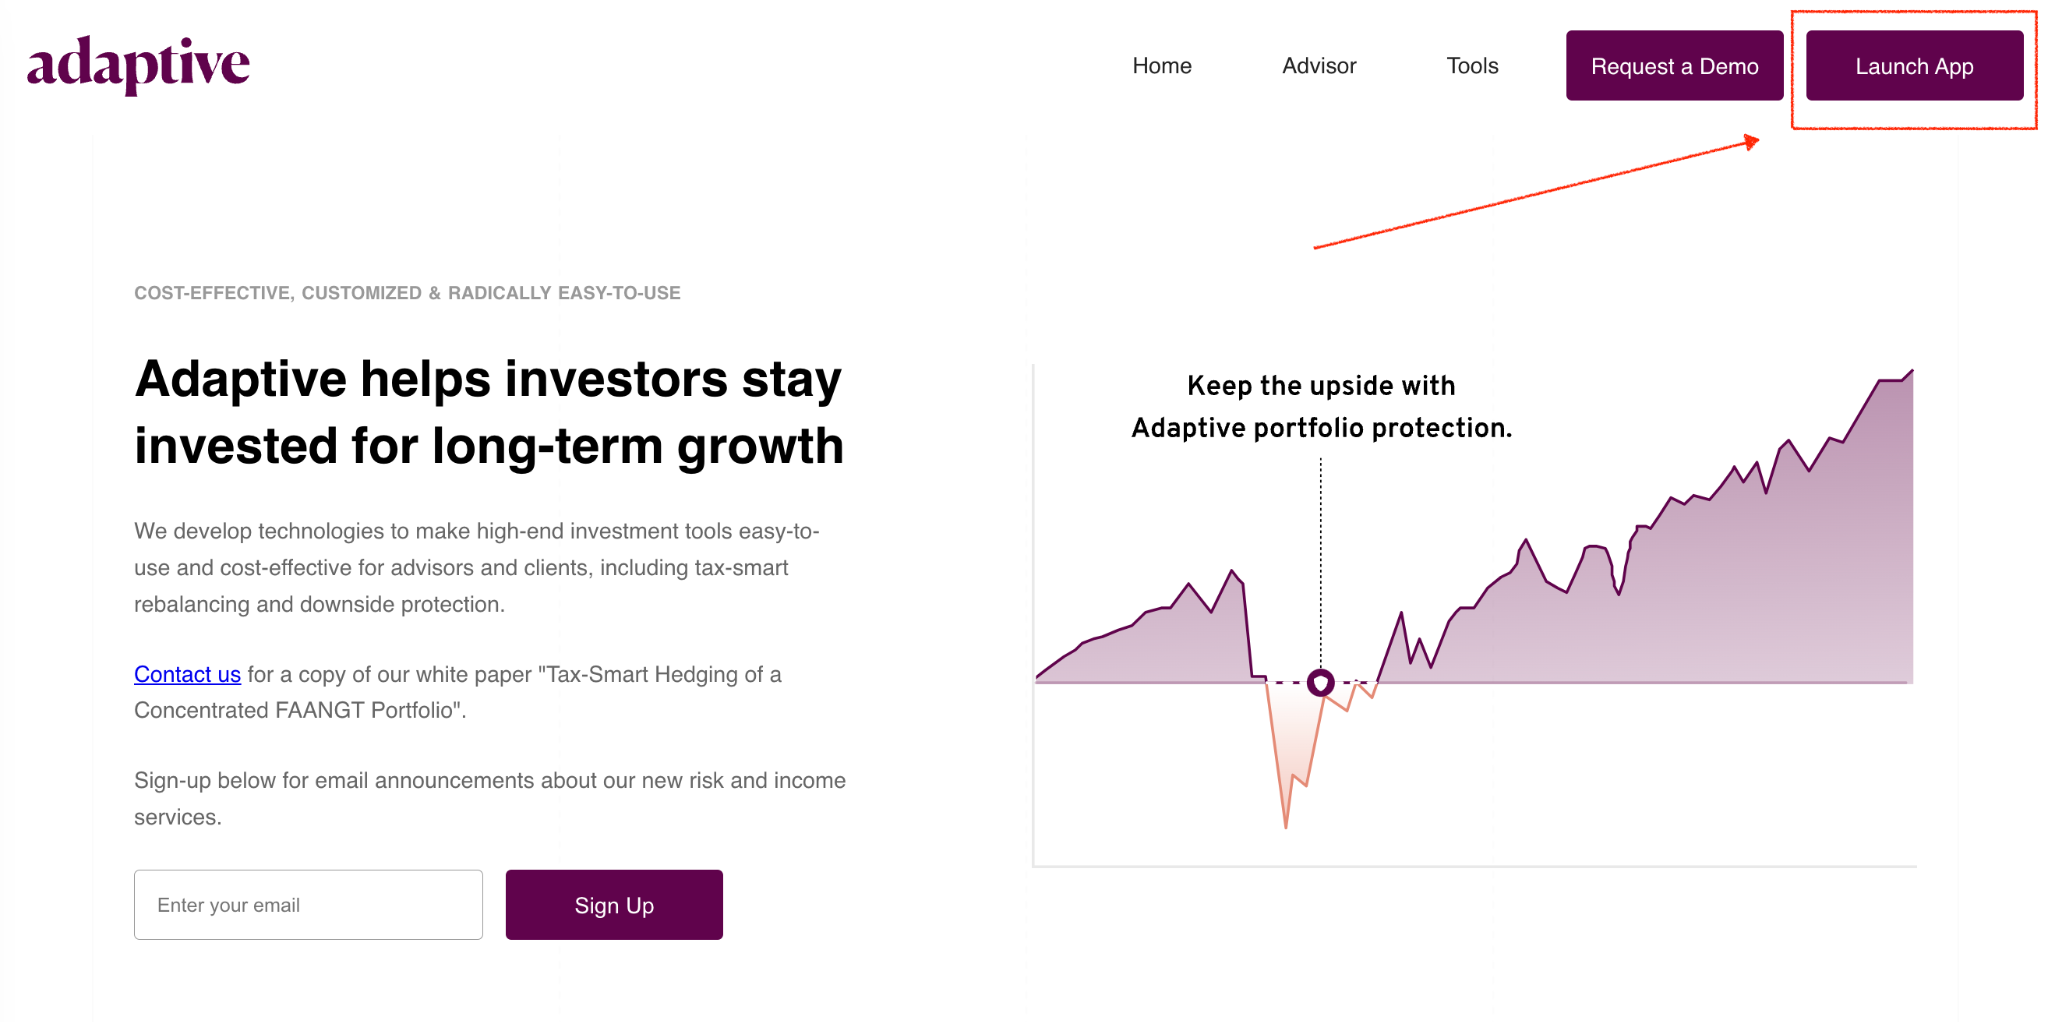 adaptive
Home
Advisor
Tools
Request a Demo
Launch App
COST-EFFECTIVE, CUSTOMIZED & RADICALLY EASY-TO-USE
Adaptive helps investors stay
invested for long-term growth
We develop technologies to make high-end investment tools easy-to-
use and cost-effective for advisors and clients, including tax-smart
rebalancing and downside protection.
Contact us for a copy of our white paper "Tax-Smart Hedging of a
Concentrated FAANGT Portfolio".
Sign-up below for email announcements about our new risk and income
services.
Enter your email
Sign Up
Keep the upside with
Adaptive portfolio protection.